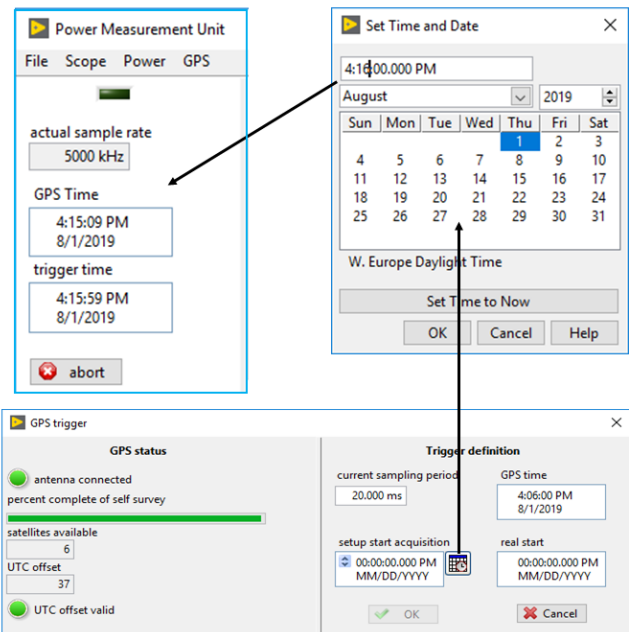 Power Measurement Unit
File Scope Power GPS
actual sample rate
5000 kHz
GPS Time
4:15:09 PM
8/1/2019
trigger time
4:15:59 PM
8/1/2019
abort
Set Time and Date
4:16:00.000 PM
August 2019
Sun Mon Tue Wed Thu Fri Sat
1 2 3
4 5 6 7 8 9 10
11 12 13 14 15 16 17
18 19 20 21 22 23 24
25 26 27 28 29 30 31
W. Europe Daylight Time
Set Time to Now
OK Cancel Help
GPS trigger
GPS status
antenna connected
percent complete of self survey
satellites available
6
UTC offset
37
UTC offset valid
Trigger definition
current sampling period
20.000 ms
GPS time
4:06:00 PM
8/1/2019
setup start acquisition
00:00:00.000 PM
MM/DD/YYYY
real start
00:00:00.000 PM
MM/DD/YYYY
OK
Cancel